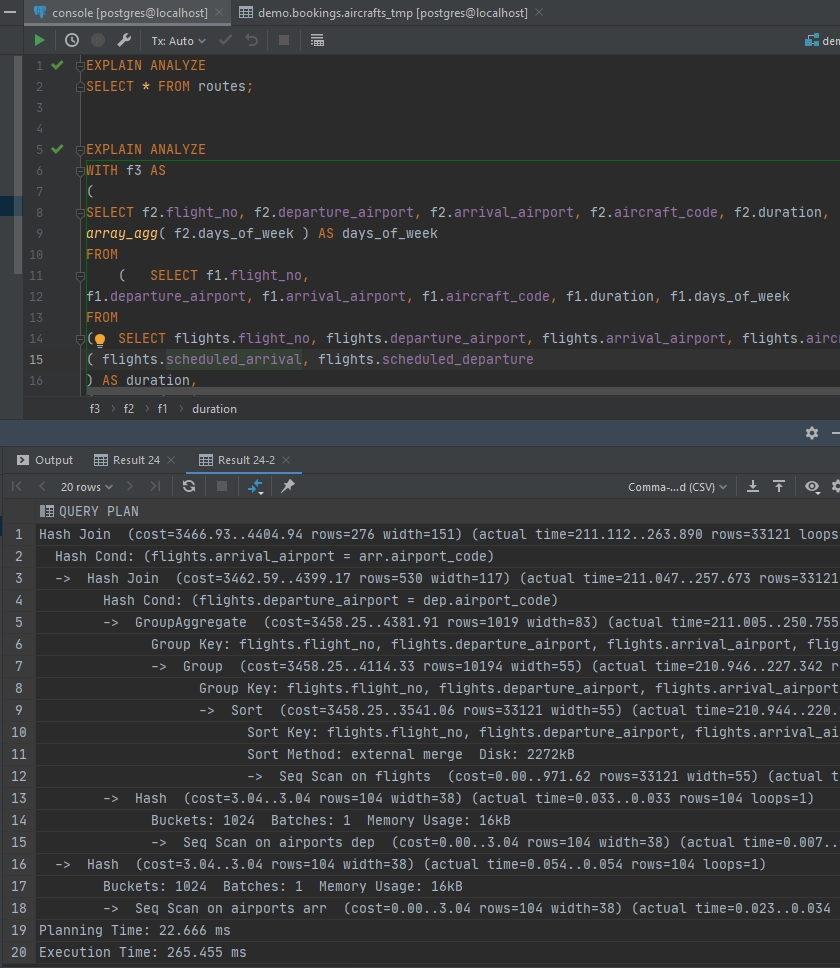 console [postgres@localhost] demo.bookings.aircrafts_tmp [postgres@localhost]
Tx: Auto
1 EXPLAIN ANALYZE
2 SELECT * FROM routes;
3
4
5 EXPLAIN ANALYZE
6 WITH f3 AS
7 (
8 SELECT f2.flight_no, f2.departure_airport, f2.arrival_airport, f2.aircraft_code, f2.duration,
9 array_agg( f2.days_of_week ) AS days_of_week
10 FROM
11 ( SELECT f1.flight_no,
12 f1.departure_airport, f1.arrival_airport, f1.aircraft_code, f1.duration, f1.days_of_week
13 FROM
14 ( SELECT flights.flight_no, flights.departure_airport, flights.arrival_airport, flights.airc
15 ( flights.scheduled_arrival, flights.scheduled_departure
16 ) AS duration,
f3 f2 f1 duration
Output Result 24 Result 24-2
20 rows Comma-...d (CSV)
QUERY PLAN
1 Hash Join (cost=3466.93..4404.94 rows=276 width=151) (actual time=211.112..263.890 rows=33121 loops
2 Hash Cond: (flights.arrival_airport = arr.airport_code)
3 -> Hash Join (cost=3462.59..4399.17 rows=530 width=117) (actual time=211.047..257.673 rows=33121
4 Hash Cond: (flights.departure_airport = dep.airport_code)
5 -> GroupAggregate (cost=3458.25..4381.91 rows=1019 width=83) (actual time=211.005..250.755
6 Group Key: flights.flight_no, flights.departure_airport, flights.arrival_airport, flig
7 -> Group (cost=3458.25..4114.33 rows=10194 width=55) (actual time=210.946..227.342 r
8 Group Key: flights.flight_no, flights.departure_airport, flights.arrival_airport
9 -> Sort (cost=3458.25..3541.06 rows=33121 width=55) (actual time=210.944..220.
10 Sort Key: flights.flight_no, flights.departure_airport, flights.arrival_ai
11 Sort Method: external merge Disk: 2272kB
12 -> Seq Scan on flights (cost=0.00..971.62 rows=33121 width=55) (actual t
13 -> Hash (cost=3.04..3.04 rows=104 width=38) (actual time=0.033..0.033 rows=104 loops=1)
14 Buckets: 1024 Batches: 1 Memory Usage: 16kB
15 -> Seq Scan on airports dep (cost=0.00..3.04 rows=104 width=38) (actual time=0.007..
16 -> Hash (cost=3.04..3.04 rows=104 width=38) (actual time=0.054..0.054 rows=104 loops=1)
17 Buckets: 1024 Batches: 1 Memory Usage: 16kB
18 -> Seq Scan on airports arr (cost=0.00..3.04 rows=104 width=38) (actual time=0.023..0.034
19 Planning Time: 22.666 ms
20 Execution Time: 265.455 ms